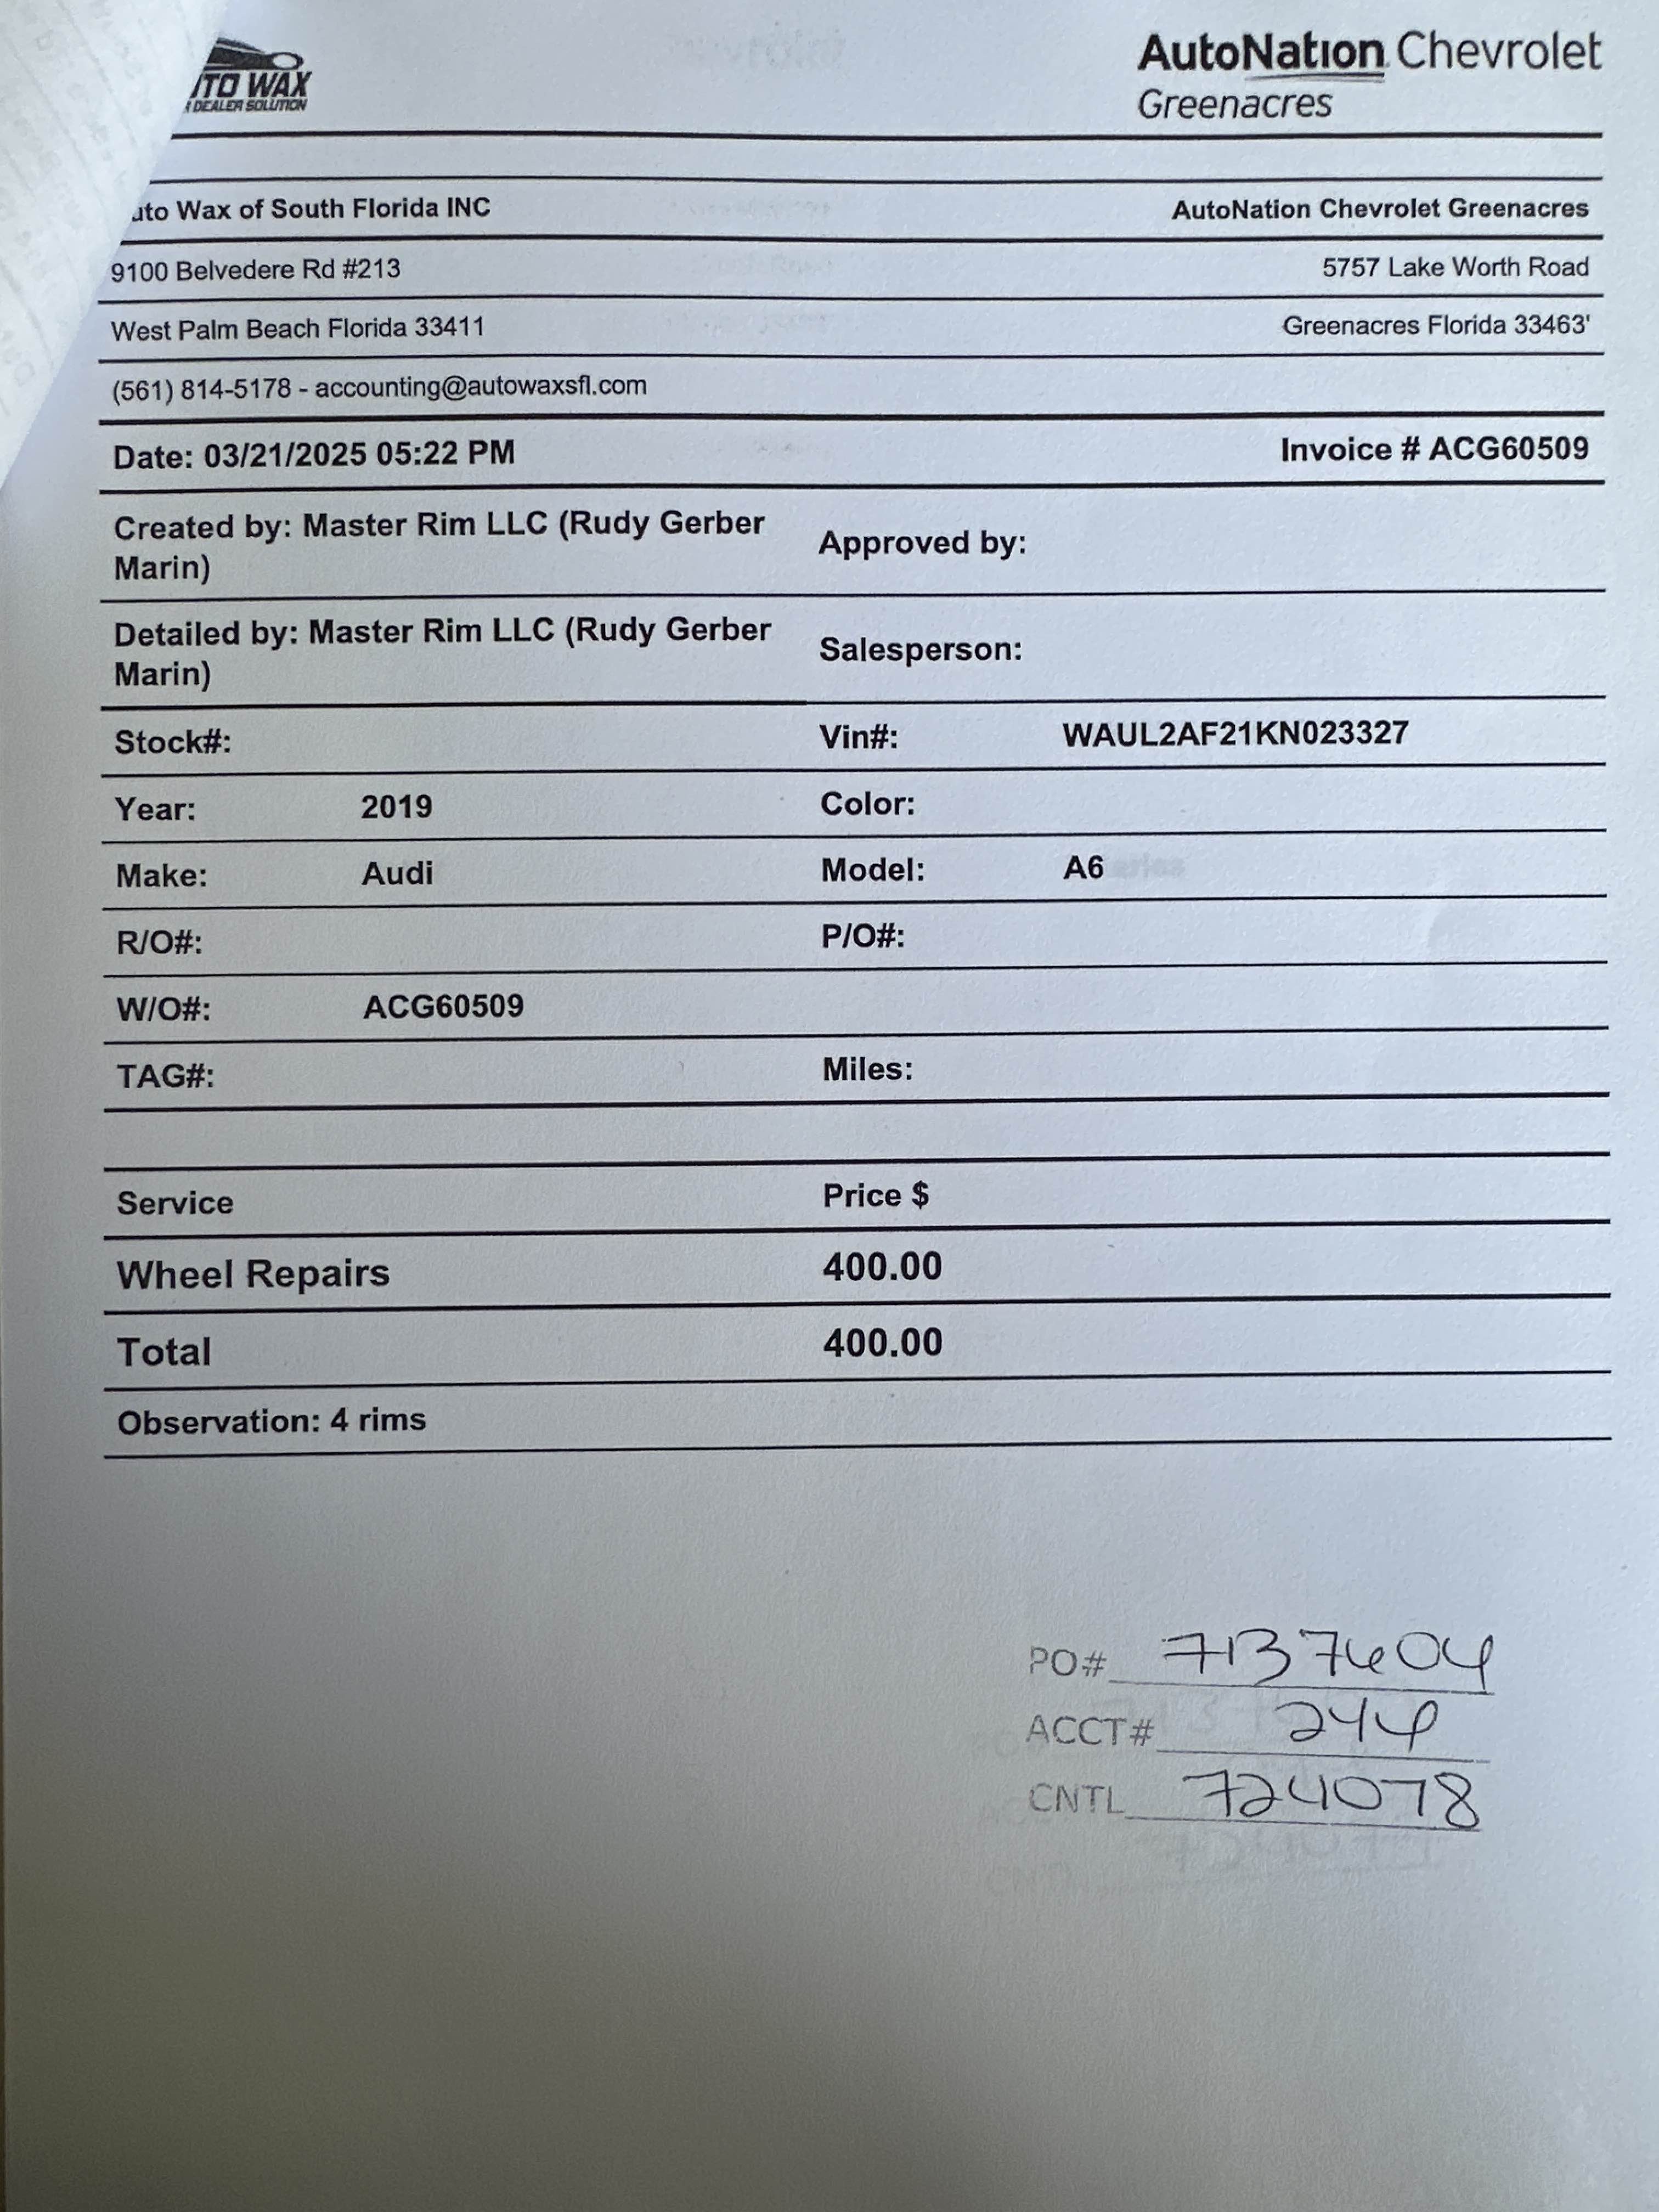 TO WAX
DEALER SOLUTION
AutoNation Chevrolet
Greenacres
uto Wax of South Florida INC
AutoNation Chevrolet Greenacres
9100 Belvedere Rd #213
5757 Lake Worth Road
West Palm Beach Florida 33411
Greenacres Florida 33463'
(561) 814-5178 - accounting@autowaxsfl.com
Date: 03/21/2025 05:22 PM
Invoice # ACG60509
Created by: Master Rim LLC (Rudy Gerber
Marin)
Approved by:
Detailed by: Master Rim LLC (Rudy Gerber
Marin)
Salesperson:
Stock#:
Vin#: WAUL2AF21KN023327
Year: 2019
Color:
Make: Audi
Model: A6
R/O#:
P/O#:
W/O#: ACG60509
TAG#:
Miles:
Service Price $
Wheel Repairs 400.00
Total 400.00
Observation: 4 rims
PO# 7137604
ACCT# 244
CNTL 724078